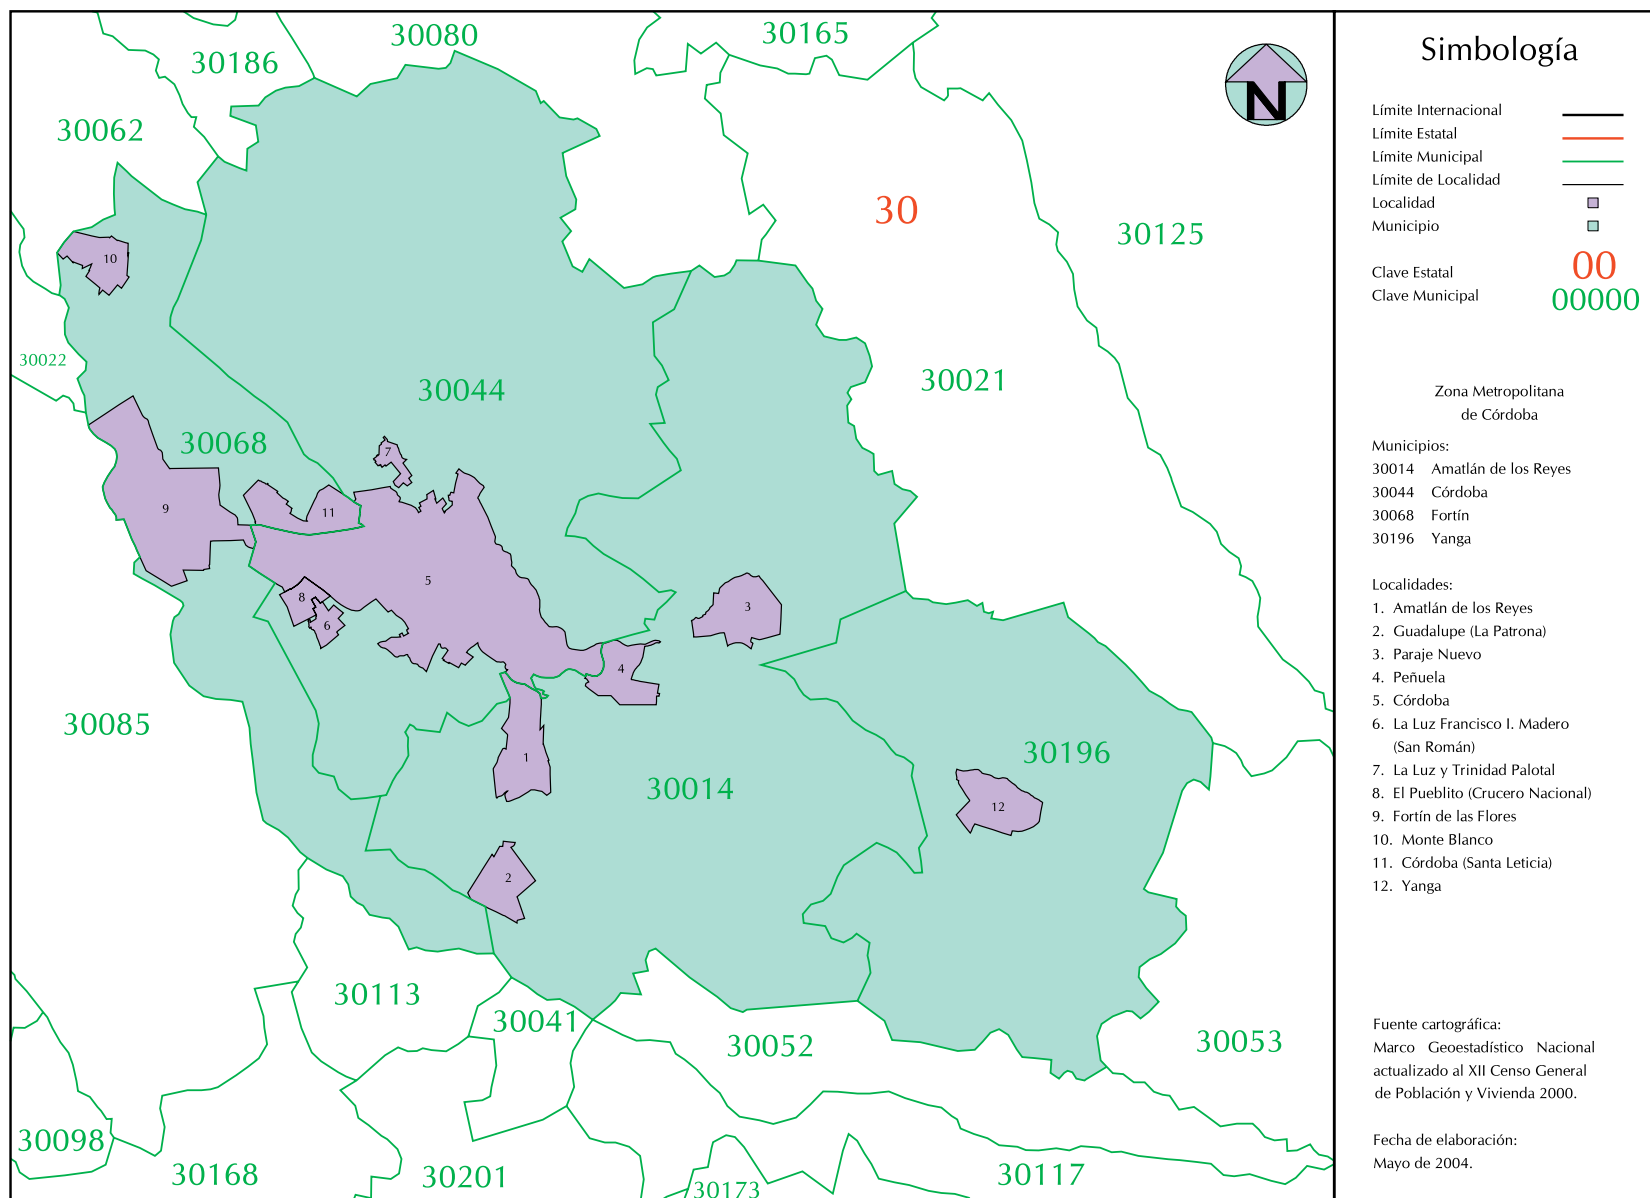 30080
30165
30186
30062
30
30125
10
30022
30044
30021
30068
7
9
11
5
8
6
3
4
30085
30196
1
30014
12
2
30113
30041
30052
30053
30098
30168
30201
30173
30117
N
Simbología
Límite Internacional
Límite Estatal
Límite Municipal
Límite de Localidad
Localidad
Municipio
Clave Estatal 00
Clave Municipal 00000
Zona Metropolitana
de Córdoba
Municipios:
30014 Amatlán de los Reyes
30044 Córdoba
30068 Fortín
30196 Yanga
Localidades:
1. Amatlán de los Reyes
2. Guadalupe (La Patrona)
3. Paraje Nuevo
4. Peñuela
5. Córdoba
6. La Luz Francisco I. Madero
(San Román)
7. La Luz y Trinidad Palotal
8. El Pueblito (Crucero Nacional)
9. Fortín de las Flores
10. Monte Blanco
11. Córdoba (Santa Leticia)
12. Yanga
Fuente cartográfica:
Marco Geoestadístico Nacional
actualizado al XII Censo General
de Población y Vivienda 2000.
Fecha de elaboración:
Mayo de 2004.